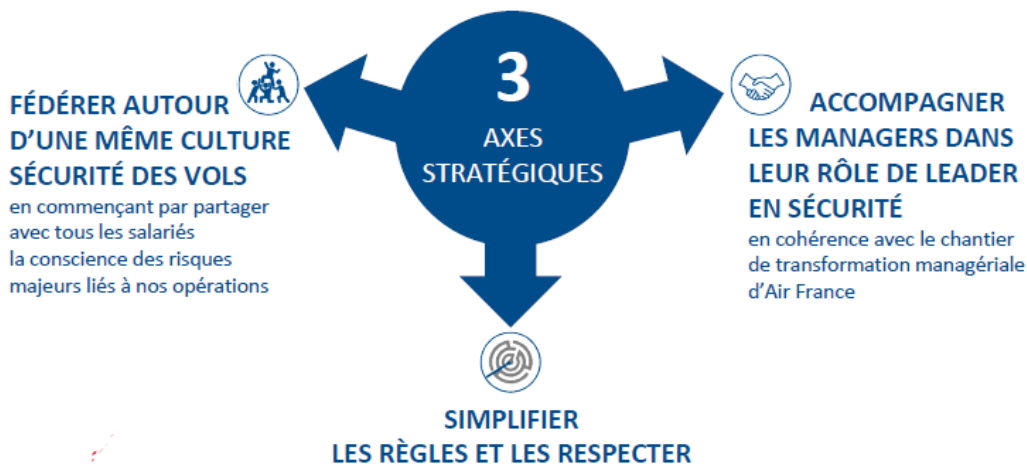 3
AXES
STRATÉGIQUES
FÉDÉRER AUTOUR
D'UNE MÊME CULTURE
SÉCURITÉ DES VOLS
en commençant par partager
avec tous les salariés
la conscience des risques
majeurs liés à nos opérations
ACCOMPAGNER
LES MANAGERS DANS
LEUR RÔLE DE LEADER
EN SÉCURITÉ
en cohérence avec le chantier
de transformation managériale
d'Air France
SIMPLIFIER
LES RÈGLES ET LES RESPECTER